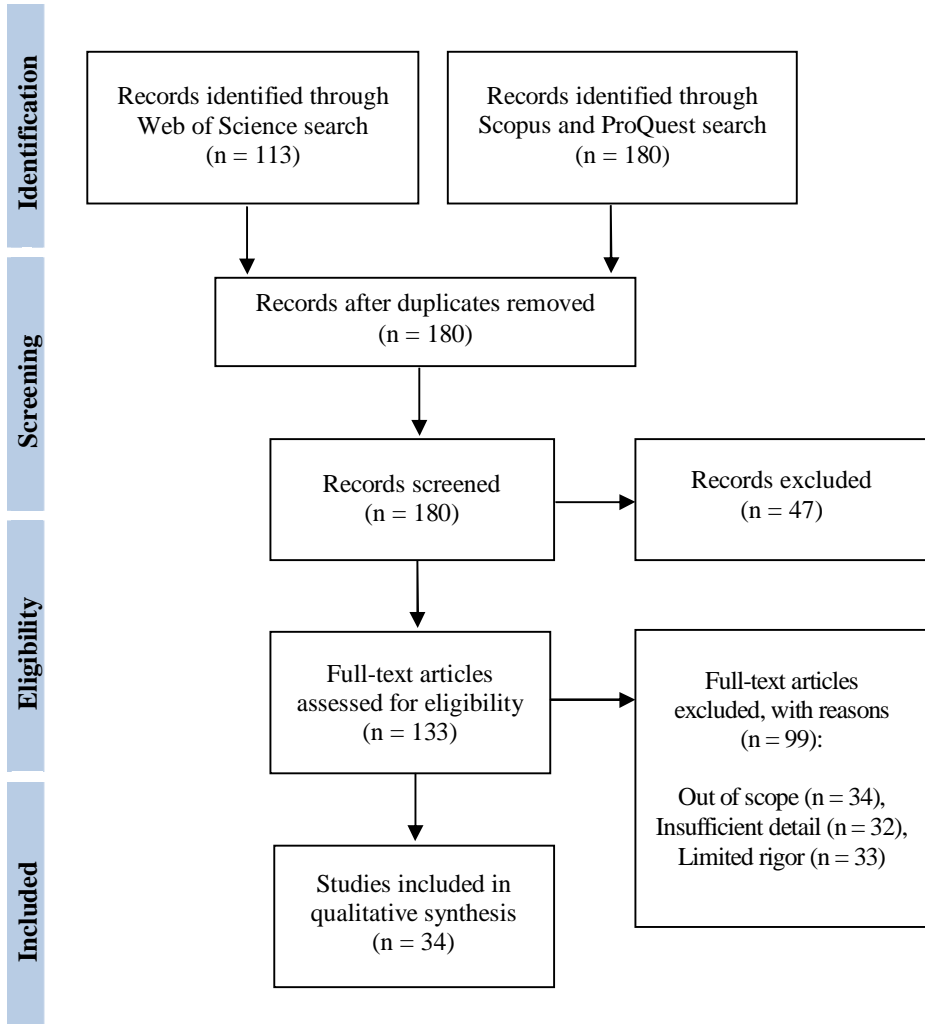 Identification
Records identified through
Web of Science search
(n = 113)
Records identified through
Scopus and ProQuest search
(n = 180)
Screening
Records after duplicates removed
(n = 180)
Records screened
(n = 180)
Records excluded
(n = 47)
Eligibility
Full-text articles
assessed for eligibility
(n = 133)
Full-text articles
excluded, with reasons
(n = 99):
Out of scope (n = 34),
Insufficient detail (n = 32),
Limited rigor (n = 33)
Included
Studies included in
qualitative synthesis
(n = 34)